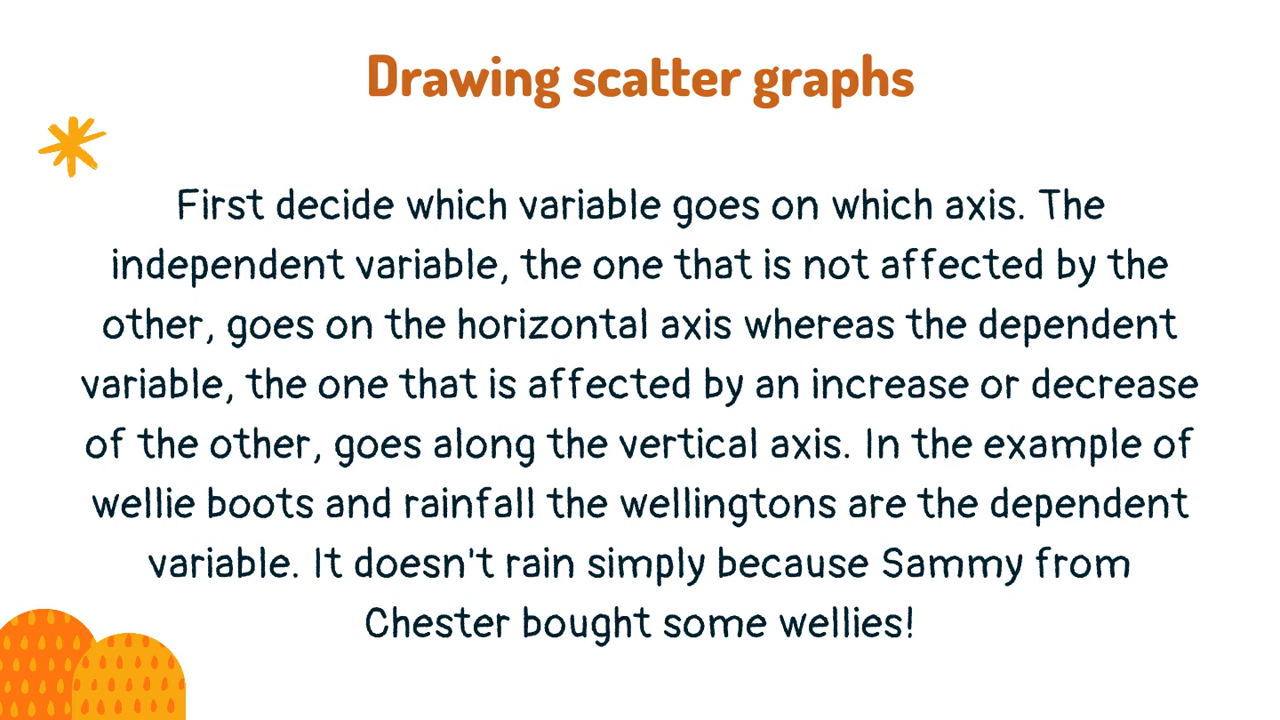 Drawing scatter graphs
First decide which variable goes on which axis. The
independent variable, the one that is not affected by the
other, goes on the horizontal axis whereas the dependent
variable, the one that is affected by an increase or decrease
of the other, goes along the vertical axis. In the example of
wellie boots and rainfall the wellingtons are the dependent
variable. It doesn't rain simply because Sammy from
Chester bought some wellies!